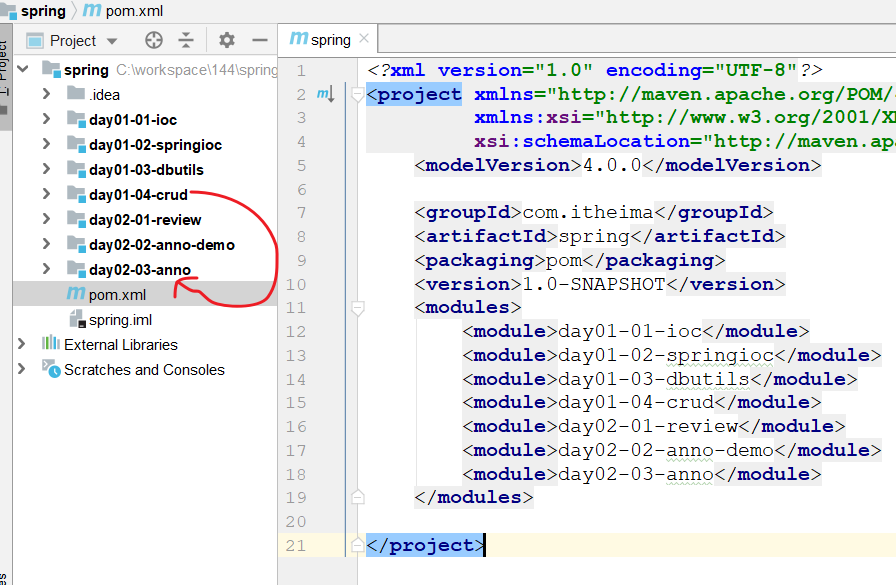 spring pom.xml
Project
spring
1: Project
spring C:\workspace\144\spring
.idea
day01-01-ioc
day01-02-springioc
day01-03-dbutils
day01-04-crud
day02-01-review
day02-02-anno-demo
day02-03-anno
pom.xml
spring.iml
External Libraries
Scratches and Consoles
1 <?xml version="1.0" encoding="UTF-8"?>
2 <project xmlns="http://maven.apache.org/POM/
3 xmlns:xsi="http://www.w3.org/2001/XM
4 xsi:schemaLocation="http://maven.apa
5 <modelVersion>4.0.0</modelVersion>
6
7 <groupId>com.itheima</groupId>
8 <artifactId>spring</artifactId>
9 <packaging>pom</packaging>
10 <version>1.0-SNAPSHOT</version>
11 <modules>
12 <module>day01-01-ioc</module>
13 <module>day01-02-springioc</module>
14 <module>day01-03-dbutils</module>
15 <module>day01-04-crud</module>
16 <module>day02-01-review</module>
17 <module>day02-02-anno-demo</module>
18 <module>day02-03-anno</module>
19 </modules>
20
21 </project>